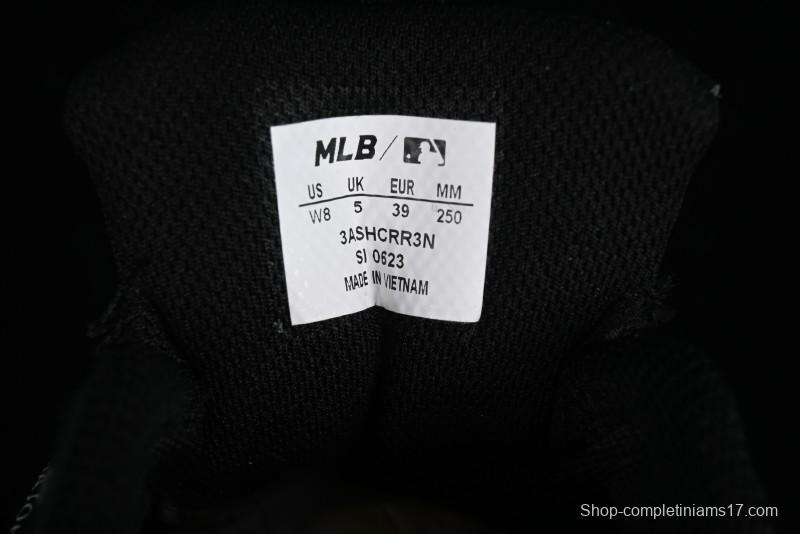 MLB
US UK EUR MM
W8 5 39 250
3ASHCRR3N
SI 0623
MADE IN VIETNAM
Shop-completiniams17.com